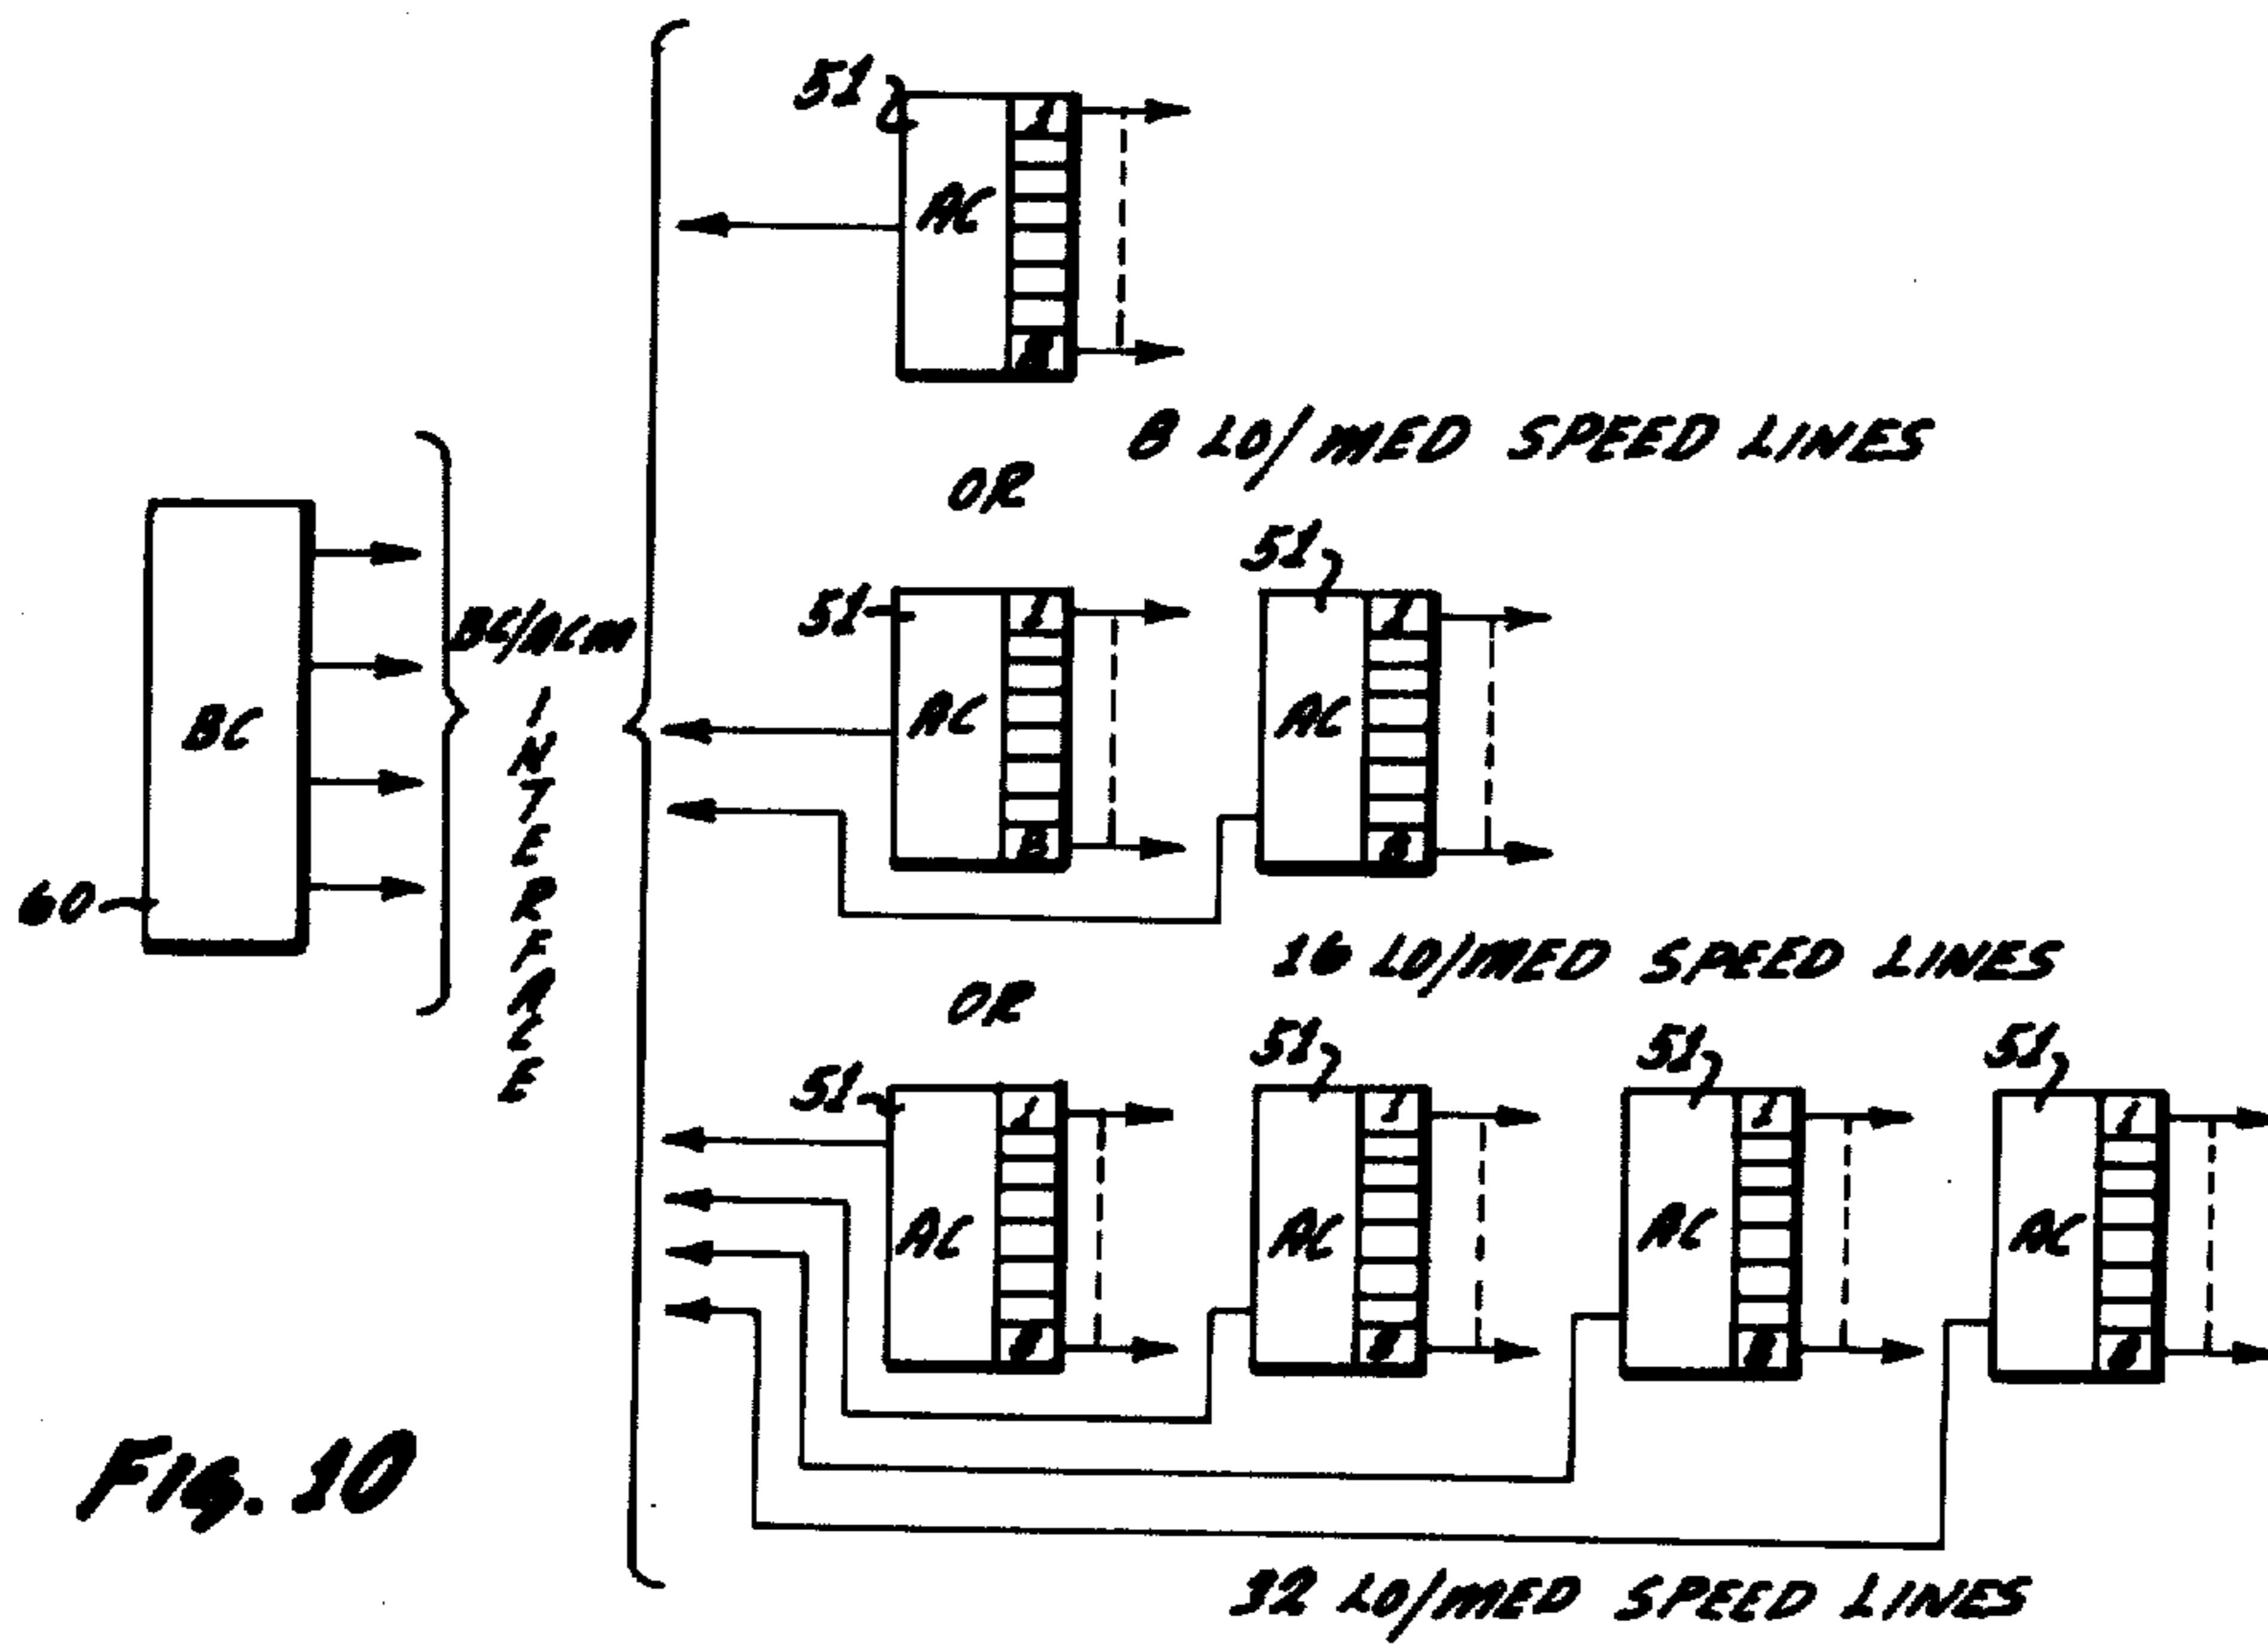 51
1
AC
8
8 LO/MED SPEED LINES
OR
BC
60
BC/ACM
INTERFACE
51
1
AC
8
51
1
AC
8
16 LO/MED SPEED LINES
OR
51
1
AC
8
51
1
AC
8
51
1
AC
8
51
1
AC
8
32 LO/MED SPEED LINES
FIG. 10